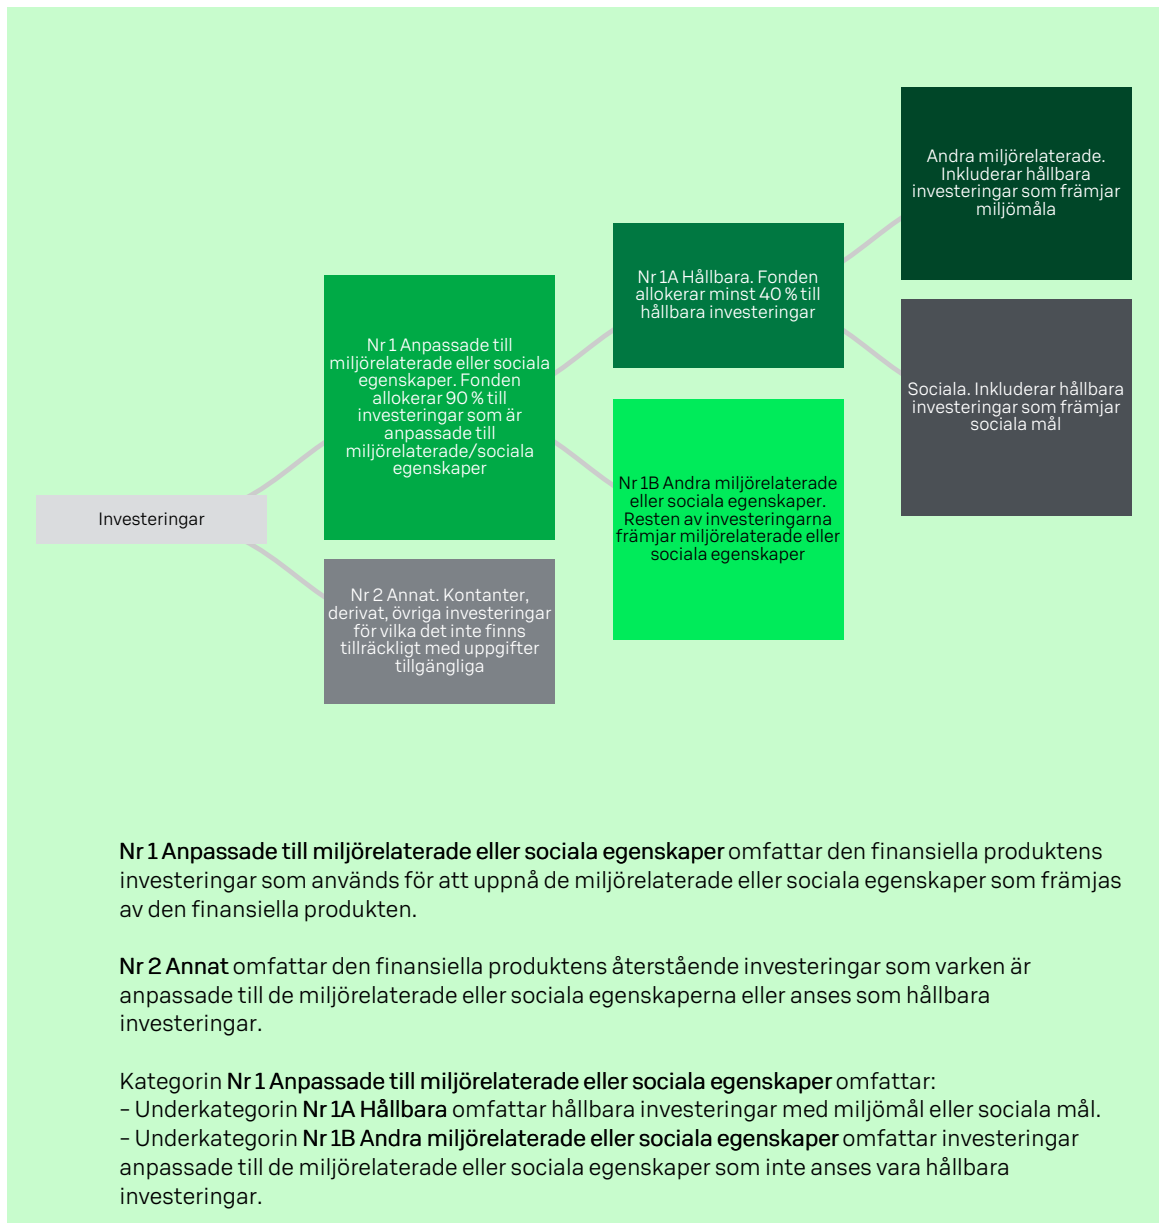 Andra miljörelaterade.
Inkluderar hållbara
investeringar som främjar
miljömåla
Nr 1A Hållbara. Fonden
allokerar minst 40 % till
hållbara investeringar
Nr 1 Anpassade till
miljörelaterade eller sociala
egenskaper. Fonden
allokerar 90 % till
investeringar som är
anpassade till
miljörelaterade/sociala
egenskaper
Sociala. Inkluderar hållbara
investeringar som främjar
sociala mål
Nr 1B Andra miljörelaterade
eller sociala egenskaper.
Resten av investeringarna
främjar miljörelaterade eller
sociala egenskaper
Investeringar
Nr 2 Annat. Kontanter,
derivat, övriga investeringar
för vilka det inte finns
tillräckligt med uppgifter
tillgängliga
Nr 1 Anpassade till miljörelaterade eller sociala egenskaper omfattar den finansiella produktens
investeringar som används för att uppnå de miljörelaterade eller sociala egenskaper som främjas
av den finansiella produkten.
Nr 2 Annat omfattar den finansiella produktens återstående investeringar som varken är
anpassade till de miljörelaterade eller sociala egenskaperna eller anses som hållbara
investeringar.
Kategorin Nr 1 Anpassade till miljörelaterade eller sociala egenskaper omfattar:
– Underkategorin Nr 1A Hållbara omfattar hållbara investeringar med miljömål eller sociala mål.
– Underkategorin Nr 1B Andra miljörelaterade eller sociala egenskaper omfattar investeringar
anpassade till de miljörelaterade eller sociala egenskaper som inte anses vara hållbara
investeringar.